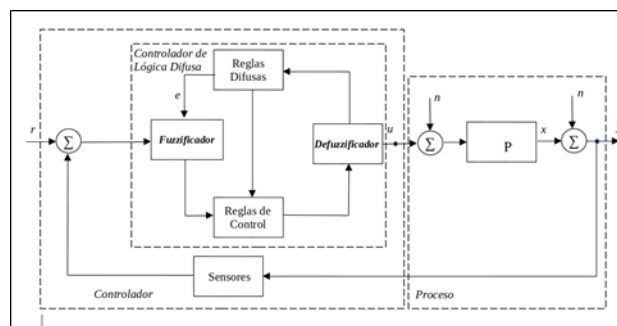 Controlador de
Lógica Difusa
Reglas
Difusas
e
r
Σ
Fuzzificador
Defuzzificador
u
n
Σ
P
x
n
Σ
Reglas de
Control
Sensores
Controlador
Proceso